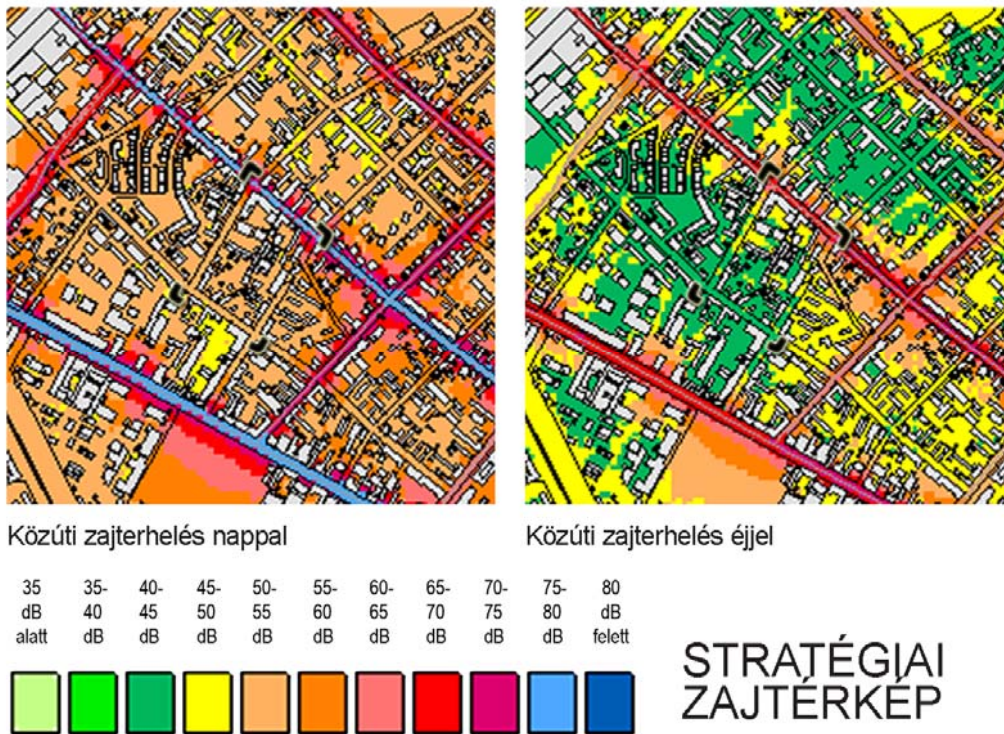 Közúti zajterhelés nappal
Közúti zajterhelés éjjel
35 35- 40- 45- 50- 55- 60- 65- 70- 75- 80
dB 40 45 50 55 60 65 70 75 80 dB
alatt dB dB dB dB dB dB dB dB dB felett
STRATÉGIAI
ZAJTÉRKÉP